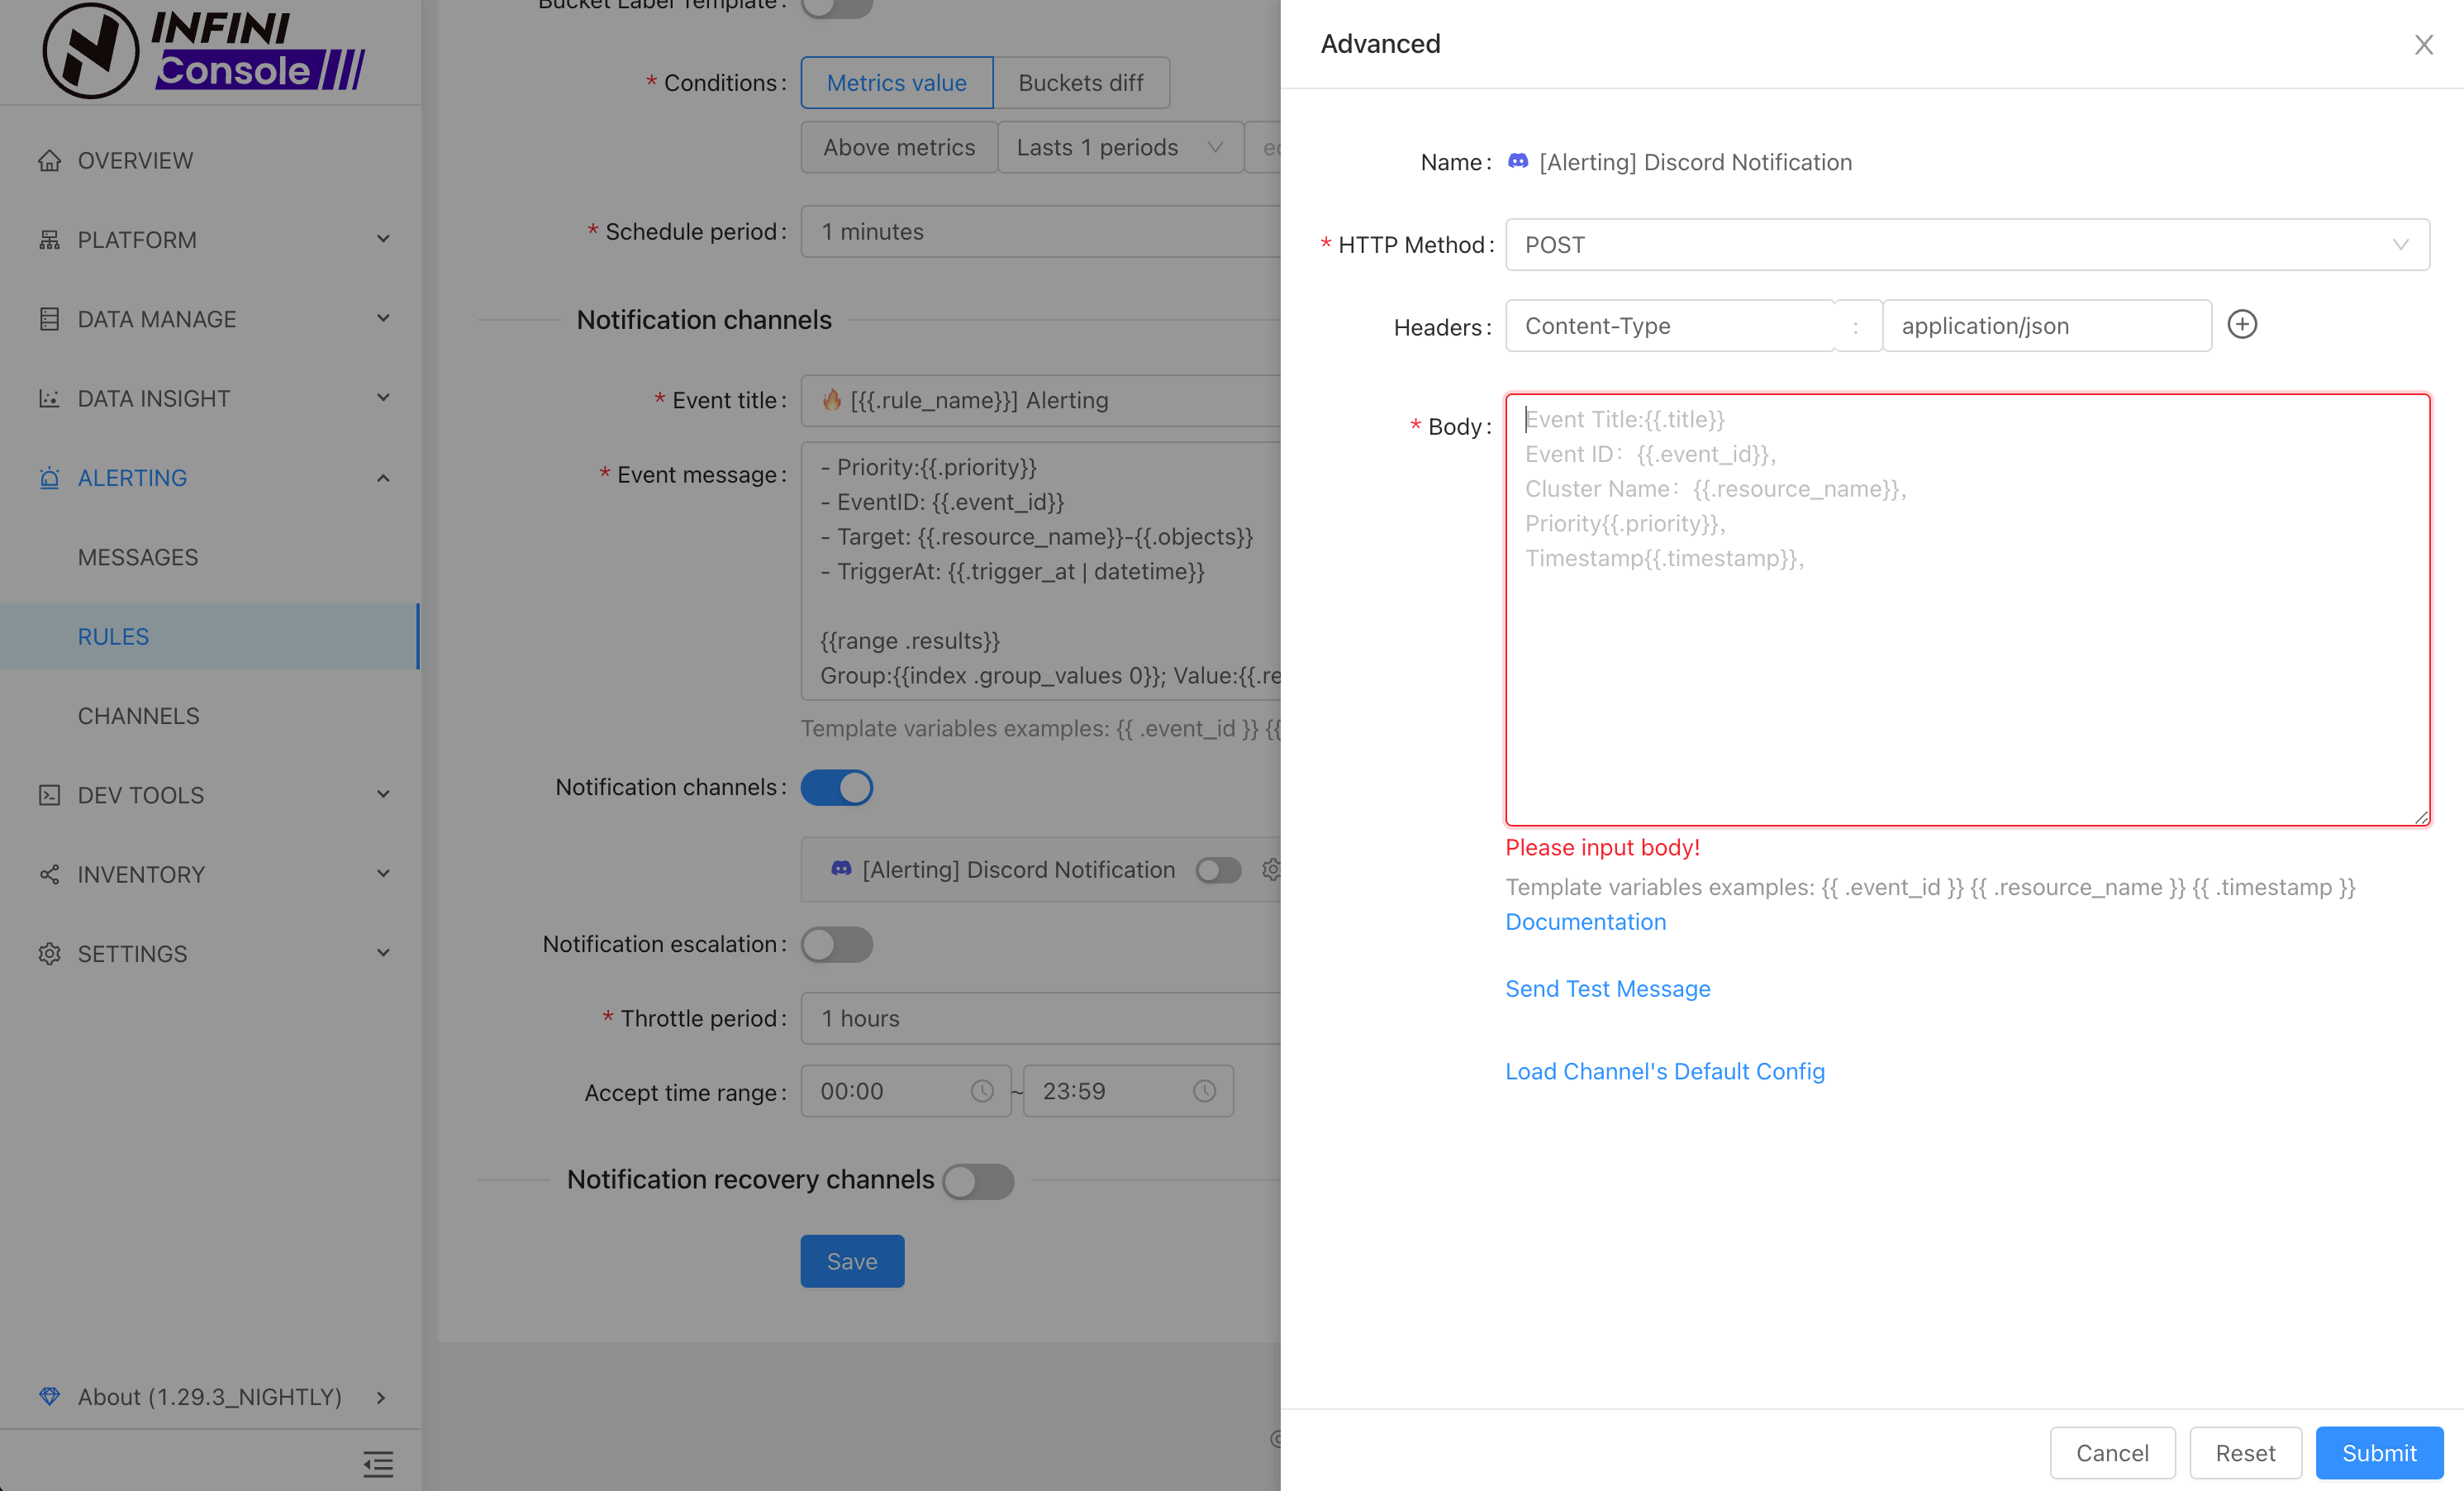 INFINI
Console
OVERVIEW
PLATFORM
DATA MANAGE
DATA INSIGHT
ALERTING
MESSAGES
RULES
CHANNELS
DEV TOOLS
INVENTORY
SETTINGS
About (1.29.3_NIGHTLY)
Bucket Label Template:
* Conditions:
Metrics value
Buckets diff
Above metrics
Lasts 1 periods
* Schedule period:
1 minutes
Notification channels
* Event title:
🔥 [{{.rule_name}}] Alerting
* Event message:
- Priority:{{.priority}}
- EventID: {{.event_id}}
- Target: {{.resource_name}}-{{.objects}}
- TriggerAt: {{.trigger_at | datetime}}
{{range .results}}
Group:{{index .group_values 0}}; Value:{{.re
Template variables examples: {{ .event_id }} {{
Notification channels:
[Alerting] Discord Notification
Notification escalation:
* Throttle period:
1 hours
Accept time range:
00:00
~
23:59
Notification recovery channels
Save
Advanced
Name:
[Alerting] Discord Notification
* HTTP Method:
POST
Headers:
Content-Type
:
application/json
* Body:
Event Title:{{.title}}
Event ID：{{.event_id}},
Cluster Name：{{.resource_name}},
Priority{{.priority}},
Timestamp{{.timestamp}},
Please input body!
Template variables examples: {{ .event_id }} {{ .resource_name }} {{ .timestamp }}
Documentation
Send Test Message
Load Channel's Default Config
Cancel
Reset
Submit